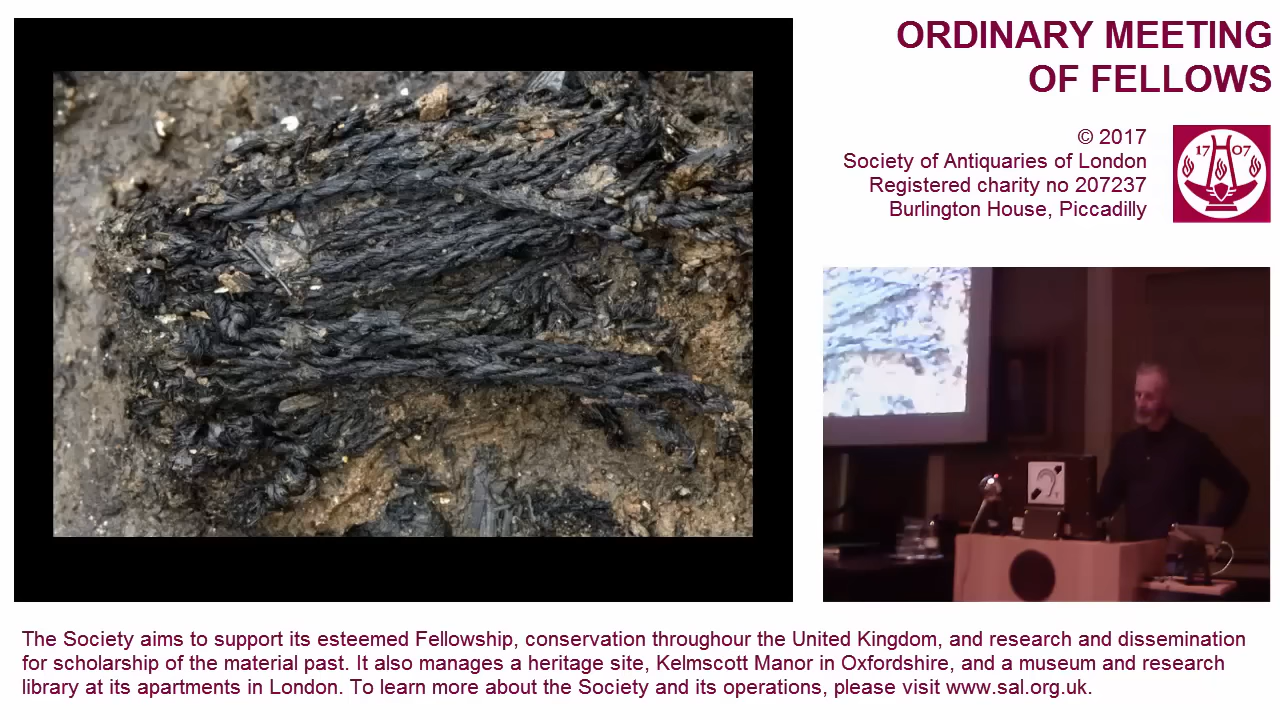 ORDINARY MEETING
OF FELLOWS
© 2017
Society of Antiquaries of London
Registered charity no 207237
Burlington House, Piccadilly
17 07
T
The Society aims to support its esteemed Fellowship, conservation throughour the United Kingdom, and research and dissemination
for scholarship of the material past. It also manages a heritage site, Kelmscott Manor in Oxfordshire, and a museum and research
library at its apartments in London. To learn more about the Society and its operations, please visit www.sal.org.uk.